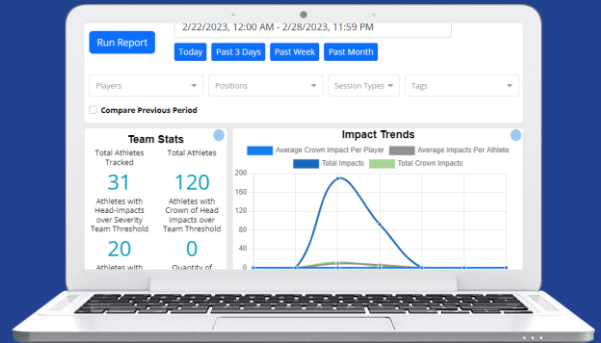 2/22/2023, 12:00 AM - 2/28/2023, 11:59 PM
Run Report
Today Past 3 Days Past Week Past Month
Players Positions Session Types Tags
Compare Previous Period
Team Stats
Total Athletes Tracked
31
Total Athletes
120
Athletes with
Head-Impacts
over Severity
Team Threshold
20
Athletes with
Crown of Head
Impacts over
Team Threshold
0
Athletes with
Quantity of
Impact Trends
Average Crown Impact Per Player Average Impacts Per Athlete
Total Impacts Total Crown Impacts
200
160
120
80
40
0